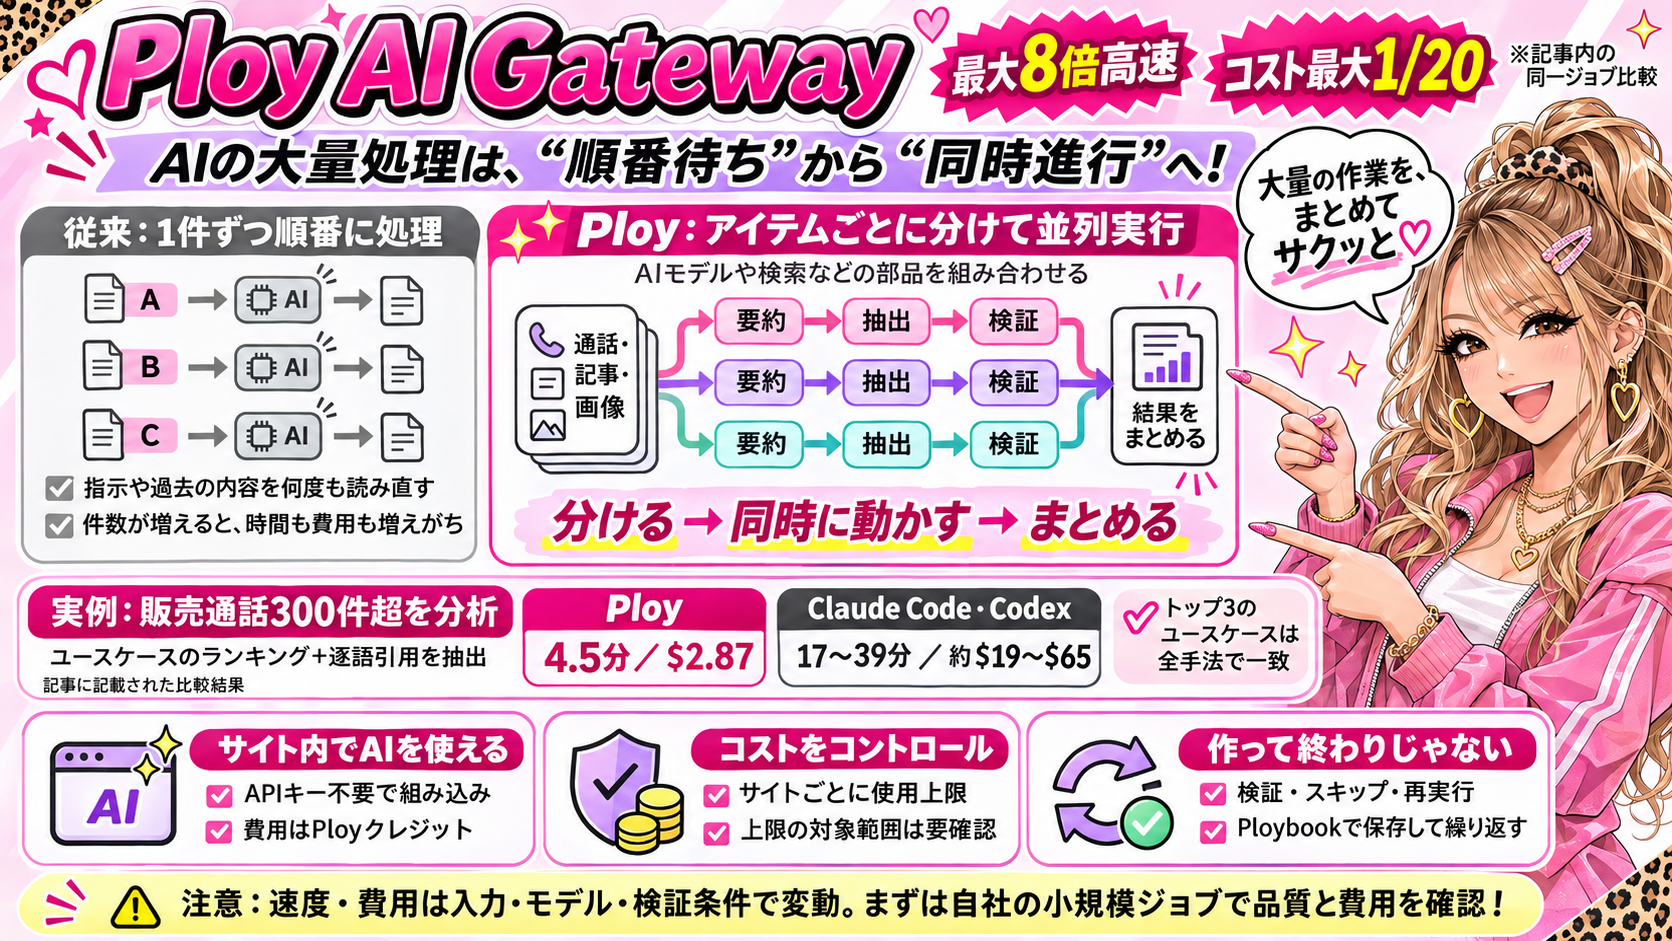 Ploy AI Gateway
最大8倍高速
コスト最大1/20
※記事内の
同一ジョブ比較
AIの大量処理は、“順番待ち”から“同時進行”へ!
大量の作業を、
まとめて
サクッと♡
従来:1件ずつ順番に処理
A AI
B AI
C AI
指示や過去の内容を何度も読み直す
件数が増えると、時間も費用も増えがち
Ploy:アイテムごとに分けて並列実行
AIモデルや検索などの部品を組み合わせる
通話・
記事・
画像
要約→抽出→検証
要約→抽出→検証
要約→抽出→検証
結果を
まとめる
分ける→同時に動かす→まとめる
実例:販売通話300件超を分析
ユースケースのランキング+逐語引用を抽出
記事に記載された比較結果
Ploy
4.5分/$2.87
Claude Code・Codex
17〜39分 / 約$19〜$65
トップ3の
ユースケースは
全手法で一致
AI
サイト内でAIを使える
APIキー不要で組み込み
費用はPloyクレジット
コストをコントロール
サイトごとに使用上限
上限の対象範囲は要確認
作って終わりじゃない
検証・スキップ・再実行
Ploybookで保存して繰り返す
注意:速度・費用は入力・モデル・検証条件で変動。まずは自社の小規模ジョブで品質と費用を確認!